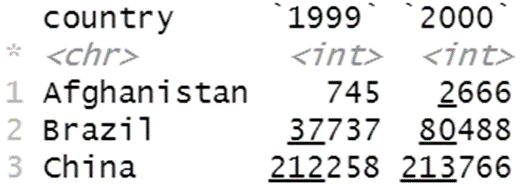 country `1999` `2000`
* <chr> <int> <int>
1 Afghanistan 745 2666
2 Brazil 37737 80488
3 China 212258 213766